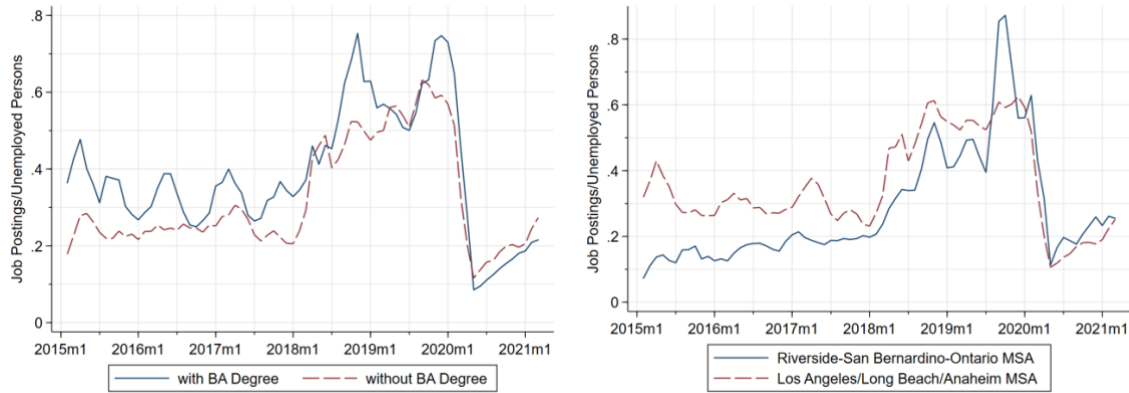 Job Postings/Unemployed Persons
.8
.6
.4
.2
0
2015m1 2016m1 2017m1 2018m1 2019m1 2020m1 2021m1
with BA Degree without BA Degree
Job Postings/Unemployed Persons
.8
.6
.4
.2
0
2015m1 2016m1 2017m1 2018m1 2019m1 2020m1 2021m1
Riverside-San Bernardino-Ontario MSA
Los Angeles/Long Beach/Anaheim MSA